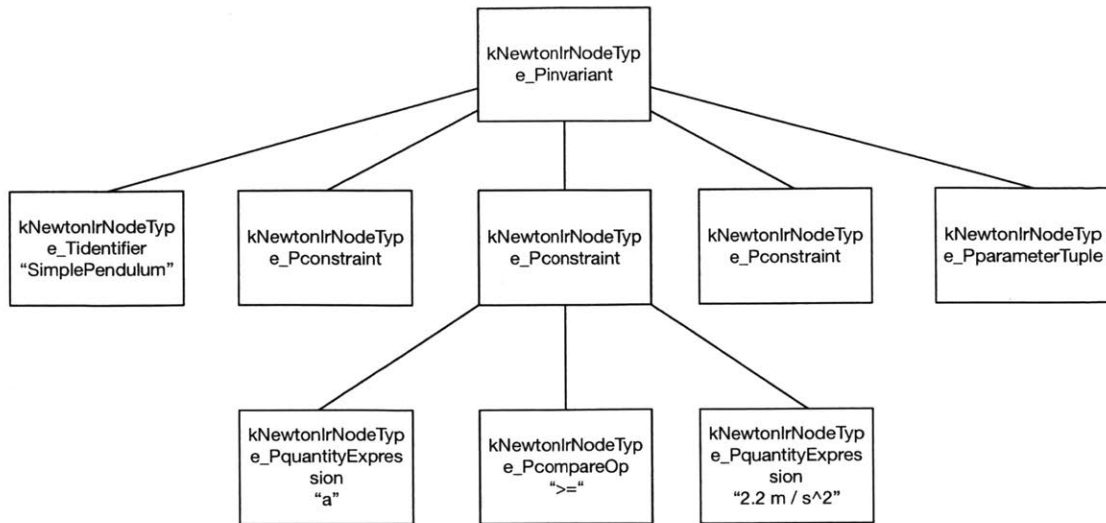 kNewtonIrNodeTyp
e_Pinvariant
kNewtonIrNodeTyp
e_Tidentifier
“SimplePendulum”
kNewtonIrNodeTyp
e_Pconstraint
kNewtonIrNodeTyp
e_Pconstraint
kNewtonIrNodeTyp
e_Pconstraint
kNewtonIrNodeTyp
e_PparameterTuple
kNewtonIrNodeTyp
e_PquantityExpres
sion
“a”
kNewtonIrNodeTyp
e_PcompareOp
“>=“
kNewtonIrNodeTyp
e_PquantityExpres
sion
“2.2 m / s^2”